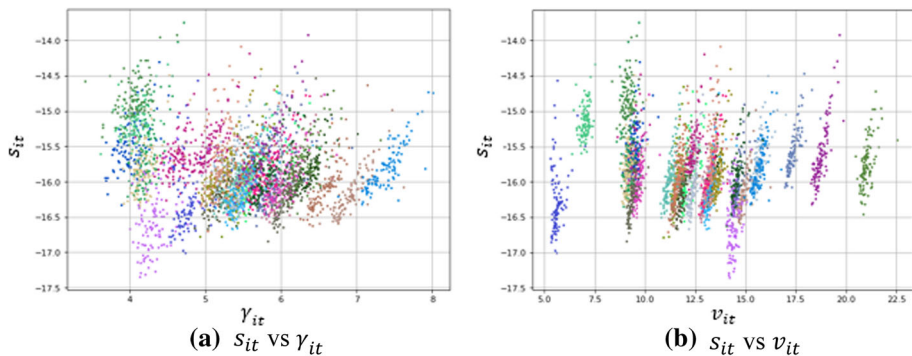 −14.0 −14.0
−14.5 −14.5
−15.0 −15.0
s_it −15.5 s_it −15.5
−16.0 −16.0
−16.5 −16.5
−17.0 −17.0
−17.5 −17.5
4 5 6 7 8 5.0 7.5 10.0 12.5 15.0 17.5 20.0 22.5
γ_it v_it
(a) s_it vs γ_it (b) s_it vs v_it